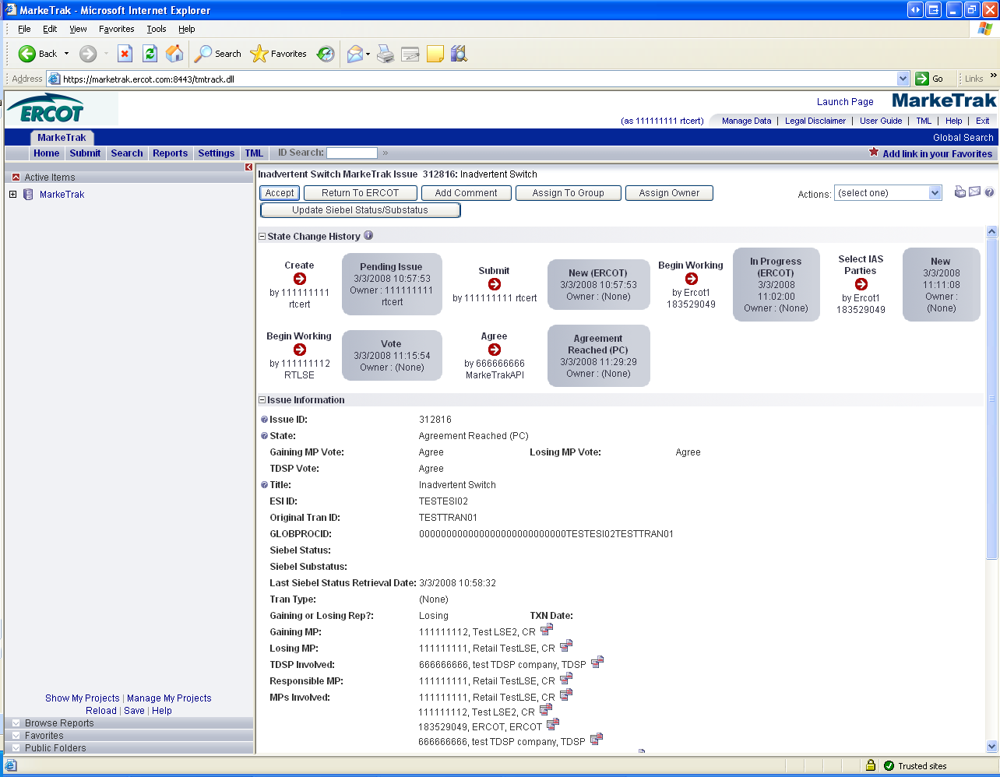 MarkeTrak - Microsoft Internet Explorer
File Edit View Favorites Tools Help
Back Search Favorites
Address https://marketrak.ercot.com:8443/tmtrack.dll Go Links »
ERCOT
Launch Page MarkeTrak
(as 111111111 rtcert) Manage Data | Legal Disclaimer | User Guide | TML | Help | Exit
MarkeTrak Global Search
Home Submit Search Reports Settings TML ID Search: » Add link in your Favorites
Active Items
MarkeTrak
Inadvertent Switch MarkeTrak Issue 312816: Inadvertent Switch
Accept Return To ERCOT Add Comment Assign To Group Assign Owner Actions: (select one)
Update Siebel Status/Substatus
State Change History
Create
by 111111111
rtcert
Pending Issue
3/3/2008 10:57:53
Owner : 111111111
rtcert
Submit
by 111111111 rtcert
New (ERCOT)
3/3/2008 10:57:53
Owner : (None)
Begin Working
by Ercot1
183529049
In Progress
(ERCOT)
3/3/2008
11:02:00
Owner : (None)
Select IAS
Parties
by Ercot1
183529049
New
3/3/2008
11:11:08
Owner :
(None)
Begin Working
by 111111112
RTLSE
Vote
3/3/2008 11:15:54
Owner : (None)
Agree
by 666666666
MarkeTrakAPI
Agreement
Reached (PC)
3/3/2008 11:29:29
Owner : (None)
Issue Information
Issue ID: 312816
State: Agreement Reached (PC)
Gaining MP Vote: Agree Losing MP Vote: Agree
TDSP Vote: Agree
Title: Inadvertent Switch
ESI ID: TESTESI02
Original Tran ID: TESTTRAN01
GLOBPROCID: 000000000000000000000000000TESTESI02TESTTRAN01
Siebel Status:
Siebel Substatus:
Last Siebel Status Retrieval Date: 3/3/2008 10:58:32
Tran Type: (None)
Gaining or Losing Rep?: Losing TXN Date:
Gaining MP: 111111112, Test LSE2, CR
Losing MP: 111111111, Retail TestLSE, CR
TDSP Involved: 666666666, test TDSP company, TDSP
Responsible MP: 111111111, Retail TestLSE, CR
MPs Involved: 111111111, Retail TestLSE, CR
111111112, Test LSE2, CR
183529049, ERCOT, ERCOT
666666666, test TDSP company, TDSP
Show My Projects | Manage My Projects
Reload | Save | Help
Browse Reports
Favorites
Public Folders
Trusted sites